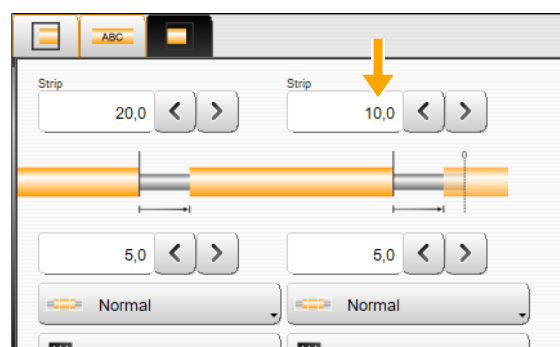 ABC
Strip Strip
20,0 10,0
0
5,0 5,0
Normal Normal